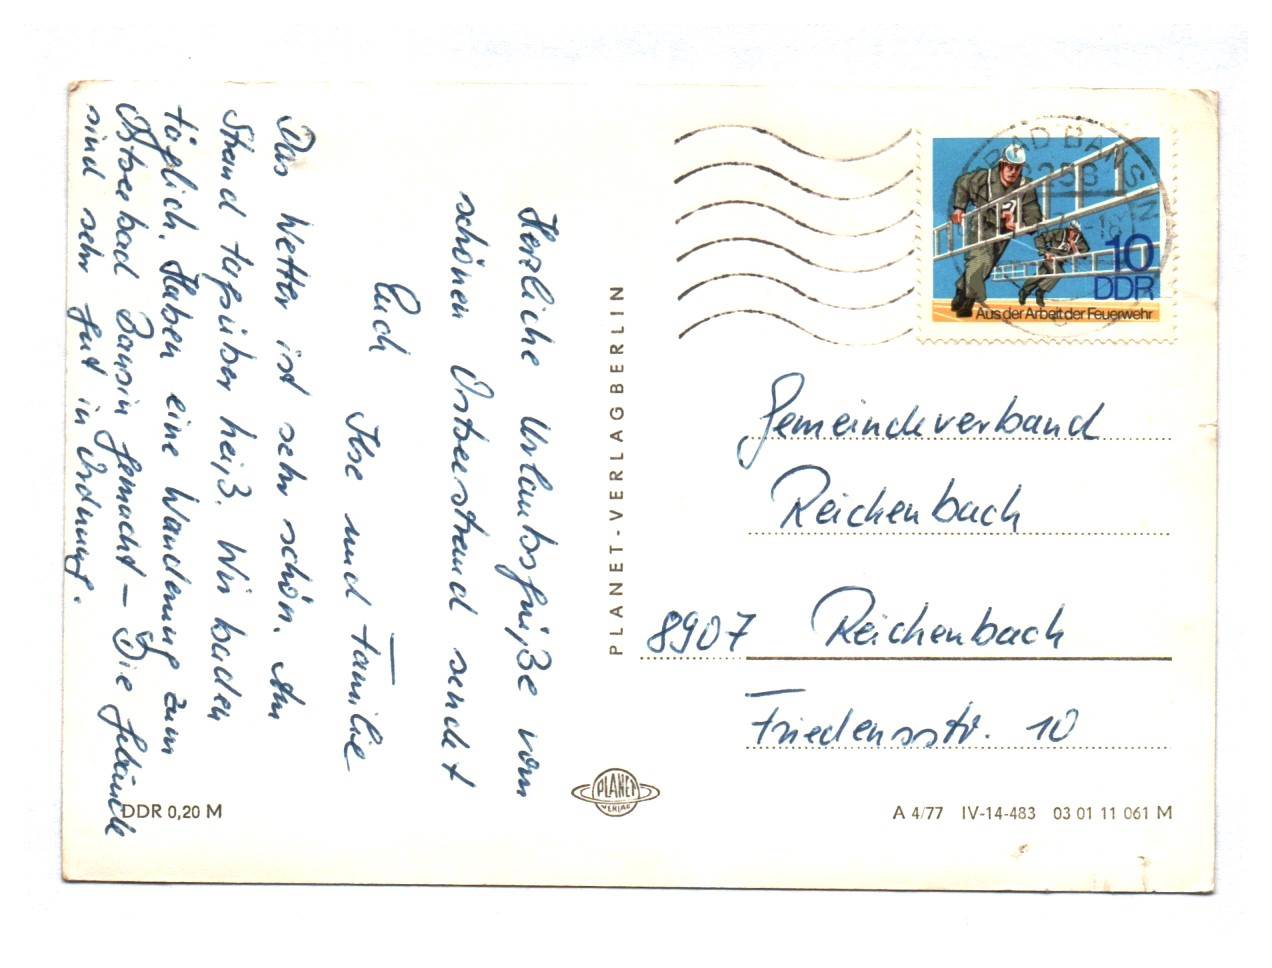 Herzliche Urlaubsgrüße vom
schönen Ostseestrand sendet
Euch
Ilse und Familie
Das Wetter ist sehr schön. Am
Strand tagsüber heiß. Wir baden
täglich. Haben eine Wanderung zum
Ostseebad Bansin gemacht – Die Gebäude
sind sehr gut in Ordnung.
DDR 0,20 M
PLANET-VERLAG BERLIN
PLANET
VERLAG
BAD BANSIN
10
DDR
Aus der Arbeit der Feuerwehr
Gemeindeverband
Reichenbach
8907 Reichenbach
Friedensstr. 10
A 4/77 IV-14-483 03 01 11 061 M